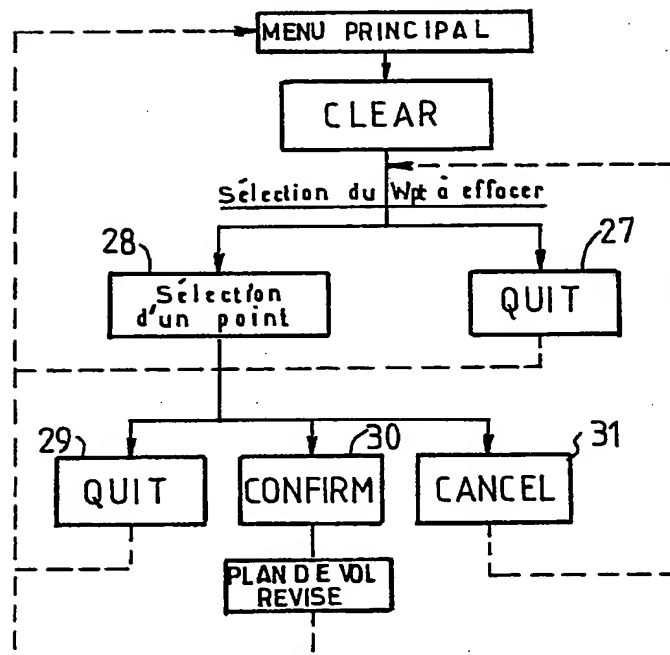 MENU PRINCIPAL
CLEAR
Sélection du Wpt à effacer
28
27
Sélection
d'un point
QUIT
29
30
31
QUIT
CONFIRM
CANCEL
PLAN DE VOL
REVISE